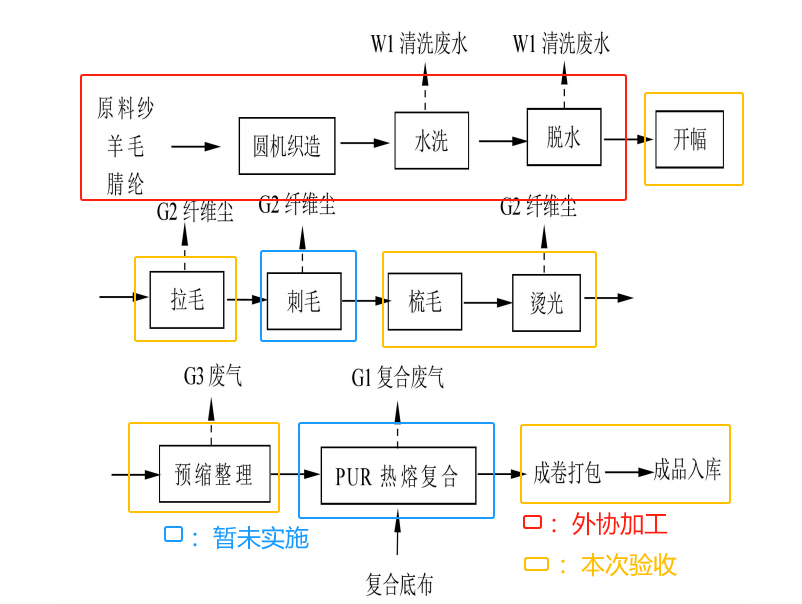 W1 清洗废水 W1 清洗废水
原料纱
羊毛 圆机织造 水洗 脱水 开幅
腈纶
G2 纤维尘 G2 纤维尘 G2 纤维尘
拉毛 刺毛 梳毛 烫光
G3 废气 G1 复合废气
预缩整理 PUR 热熔复合 成卷打包 成品入库
：外协加工
：暂未实施
：本次验收
复合底布